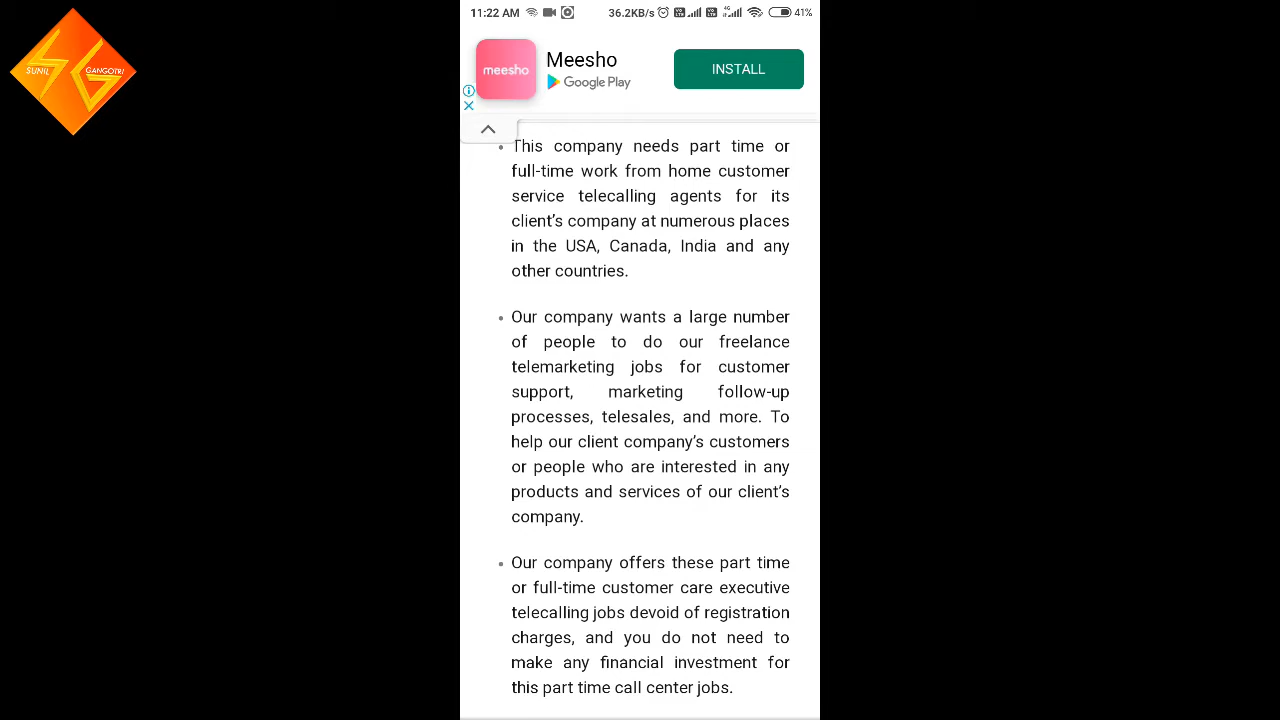 11:22 AM 36.2KB/s 41%
SUNIL GANGOTRI
meesho
Meesho
Google Play
INSTALL
This company needs part time or
full-time work from home customer
service telecalling agents for its
client's company at numerous places
in the USA, Canada, India and any
other countries.
Our company wants a large number
of people to do our freelance
telemarketing jobs for customer
support, marketing follow-up
processes, telesales, and more. To
help our client company's customers
or people who are interested in any
products and services of our client's
company.
Our company offers these part time
or full-time customer care executive
telecalling jobs devoid of registration
charges, and you do not need to
make any financial investment for
this part time call center jobs.